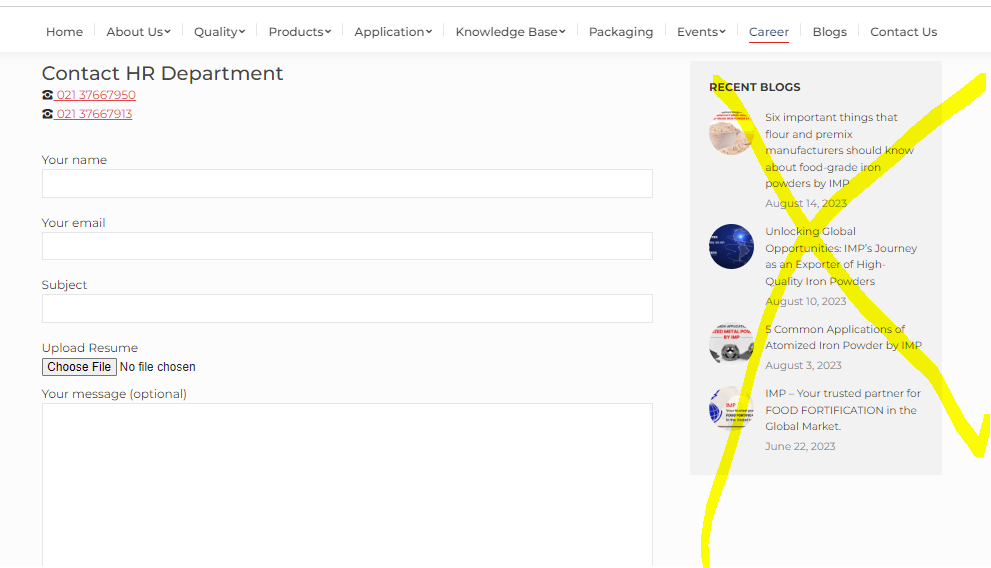 Home About Us Quality Products Application Knowledge Base Packaging Events Career Blogs Contact Us
Contact HR Department
021 37667950
021 37667913
Your name
Your email
Subject
Upload Resume
Choose File No file chosen
Your message (optional)
RECENT BLOGS
Six important things that
flour and premix
manufacturers should know
about food-grade iron
powders by IMP
August 14, 2023
Unlocking Global
Opportunities: IMP's Journey
as an Exporter of High-
Quality Iron Powders
August 10, 2023
5 Common Applications of
Atomized Iron Powder by IMP
August 3, 2023
IMP – Your trusted partner for
FOOD FORTIFICATION in the
Global Market.
June 22, 2023